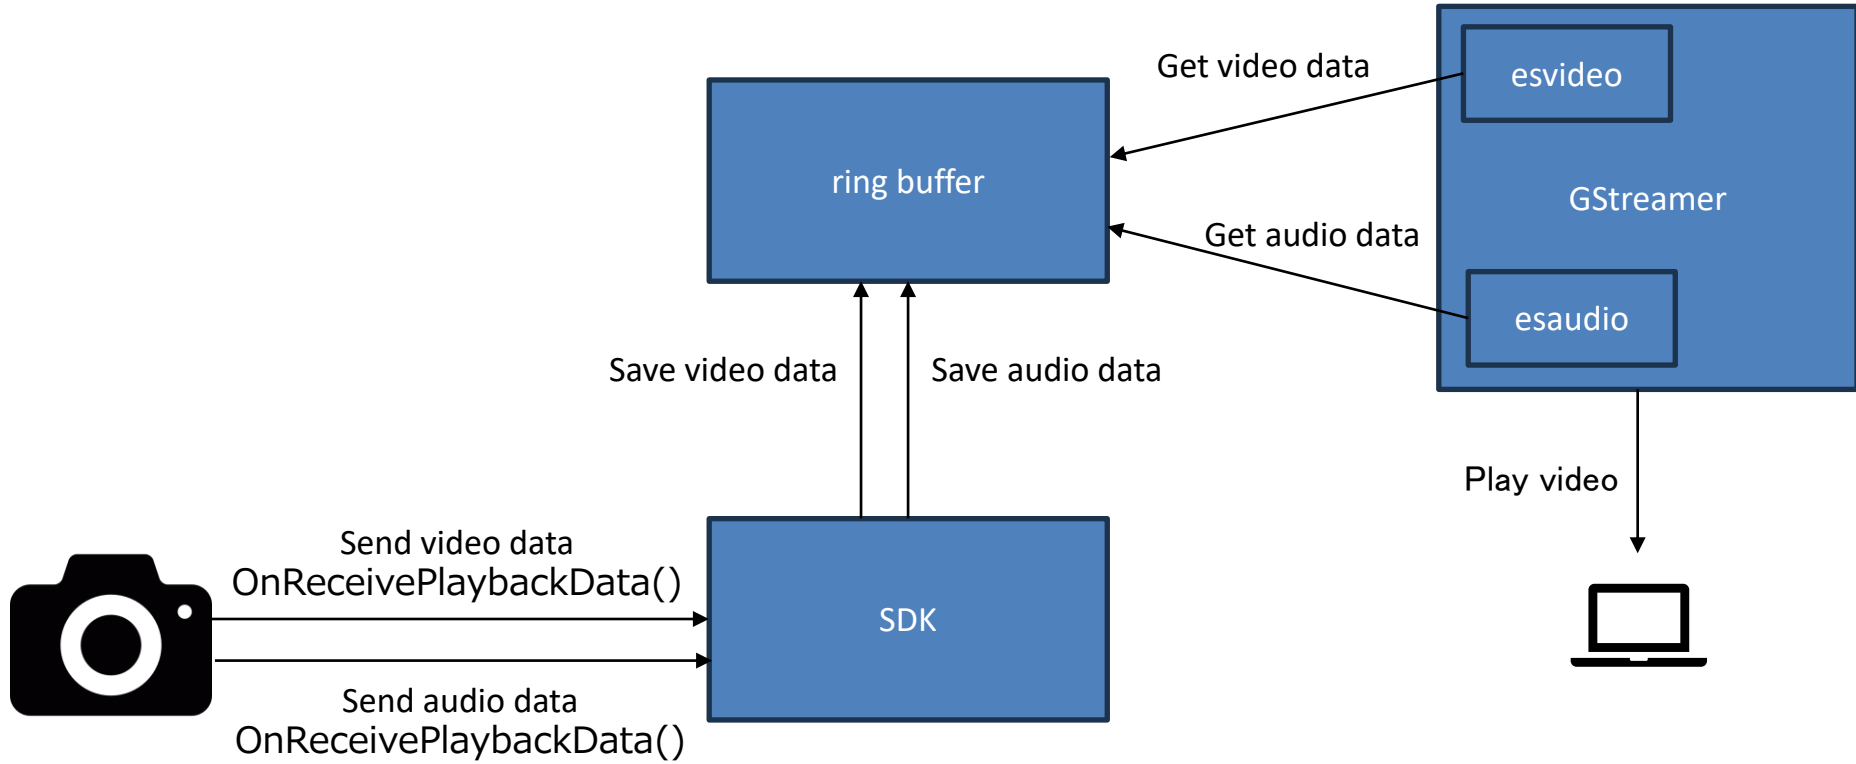 Get video data
esvideo
ring buffer
GStreamer
Get audio data
esaudio
Save video data
Save audio data
Play video
Send video data
OnReceivePlaybackData()
SDK
Send audio data
OnReceivePlaybackData()